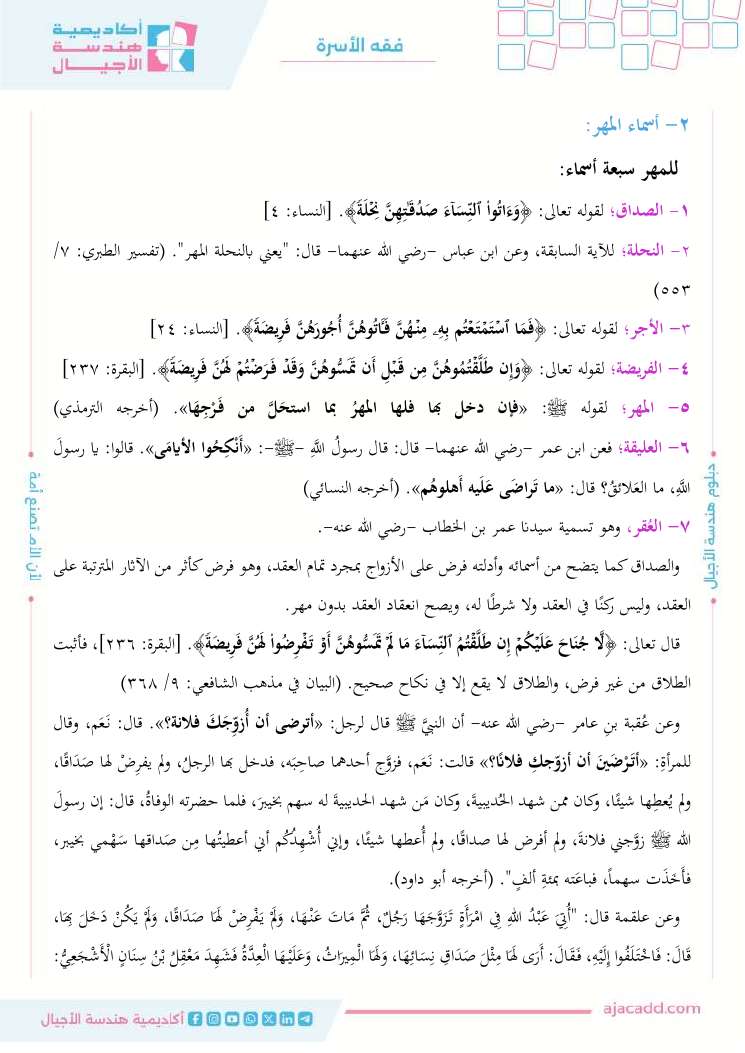 أكاديمية
هندسة
الأجيال
فقه الأسرة
٢- أسماء المهر:
للمهر سبعة أسماء:
١- الصداق؛ لقوله تعالى: ﴿وَءَاتُواْ ٱلنِّسَآءَ صَدُقَٰتِهِنَّ نِحۡلَةٗۚ﴾. [النساء: ٤]
٢- النحلة؛ للآية السابقة، وعن ابن عباس -رضي الله عنهما- قال: "يعني بالنحلة المهر". (تفسير الطبري: ٧/
٥٥٣)
٣- الأجر؛ لقوله تعالى: ﴿فَمَا ٱسۡتَمۡتَعۡتُم بِهِۦ مِنۡهُنَّ فَـَٔاتُوهُنَّ أُجُورَهُنَّ فَرِيضَةٗۚ﴾. [النساء: ٢٤]
٤- الفريضة؛ لقوله تعالى: ﴿وَإِن طَلَّقۡتُمُوهُنَّ مِن قَبۡلِ أَن تَمَسُّوهُنَّ وَقَدۡ فَرَضۡتُمۡ لَهُنَّ فَرِيضَةٗ﴾. [البقرة: ٢٣٧]
٥- المهر؛ لقوله ﷺ: «فإن دخل بها فلها المهرُ بما استحلَّ من فَرْجِهَا». (أخرجه الترمذي)
٦- العليقة؛ فعن ابن عمر -رضي الله عنهما- قال: قال رسولُ اللَّهِ -ﷺ-: «أَنْكِحُوا الأيامَى». قالوا: يا رسولَ
اللَّهِ، ما العَلائقُ؟ قال: «ما تَراضَى عَلَيه أَهلوهُم». (أخرجه النسائي)
٧- العُقر، وهو تسمية سيدنا عمر بن الخطاب -رضي الله عنه-.
والصداق كما يتضح من أسمائه وأدلته فرض على الأزواج بمجرد تمام العقد، وهو فرض كأثر من الآثار المترتبة على
العقد، وليس ركنًا في العقد ولا شرطًا له، ويصح انعقاد العقد بدون مهر.
قال تعالى: ﴿لَّا جُنَاحَ عَلَيۡكُمۡ إِن طَلَّقۡتُمُ ٱلنِّسَآءَ مَا لَمۡ تَمَسُّوهُنَّ أَوۡ تَفۡرِضُواْ لَهُنَّ فَرِيضَةٗۚ﴾. [البقرة: ٢٣٦]، فأثبت
الطلاق من غير فرض، والطلاق لا يقع إلا في نكاح صحيح. (البيان في مذهب الشافعي: ٩/ ٣٦٨)
وعن عُقبة بنِ عامر -رضي الله عنه- أن النبيَّ ﷺ قال لرجل: «أترضى أن أُزوِّجَكَ فلانة؟». قال: نَعَم، وقال
للمرأةِ: «أتَرْضَينَ أن أزوِّجكِ فلانًا؟» قالت: نَعَم، فزوَّج أحدهما صاحِبَه، فدخل بها الرجلُ، ولم يفرِضْ لها صَدَاقًا،
ولم يُعطِها شيئًا، وكان ممن شهد الحُديبيةَ، وكان مَن شهد الحديبيةَ له سهم بخيبرَ، فلما حضرته الوفاةُ، قال: إن رسولَ
الله ﷺ زوَّجني فلانةَ، ولم أفرض لها صداقًا، ولم أُعطها شيئًا، وإني أُشْهِدُكُم أني أعطيتُها مِن صَداقها سَهْمي بخيبر،
فأَخَذَت سهماً، فباعَته بمئةِ ألفٍ". (أخرجه أبو داود).
وعن علقمة قال: "أُتِيَ عَبْدُ اللهِ فِي امْرَأَةٍ تَزَوَّجَهَا رَجُلٌ، ثُمَّ مَاتَ عَنْهَا، وَلَمْ يَفْرِضْ لَهَا صَدَاقًا، وَلَمْ يَكُنْ دَخَلَ بِهَا،
قَالَ: فَاخْتَلَفُوا إِلَيْهِ، فَقَالَ: أَرَى لَهَا مِثْلَ صَدَاقِ نِسَائِهَا، وَلَهَا الْمِيرَاثُ، وَعَلَيْهَا الْعِدَّةُ فَشَهِدَ مَعْقِلُ بْنُ سِنَانٍ الْأَشْجَعِيُّ:
دبلوم هندسة الأجيال
لأن الأم تصنع أمة
ajacadd.com
أكاديمية هندسة الأجيال